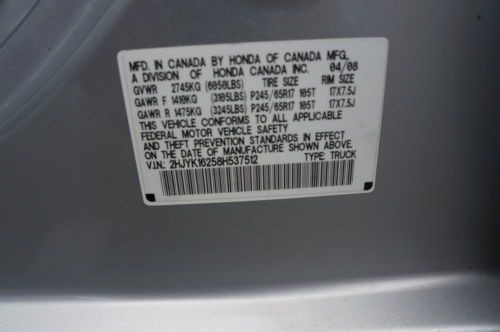 MFD. IN CANADA BY HONDA OF CANADA MFG.,
A DIVISION OF HONDA CANADA INC. 04/08
GVWR 2745KG (6050LBS) TIRE SIZE RIM SIZE
GAWR F 1410KG (3105LBS) P245/65R17 105T 17X7.5J
GAWR R 1475KG (3245LBS) P245/65R17 105T 17X7.5J
THIS VEHICLE CONFORMS TO ALL APPLICABLE
FEDERAL MOTOR VEHICLE SAFETY
AND THEFT PREVENTION STANDARDS IN EFFECT
ON THE DATE OF MANUFACTURE SHOWN ABOVE.
V.I.N.: 2HJYK16258H537512 TYPE: TRUCK